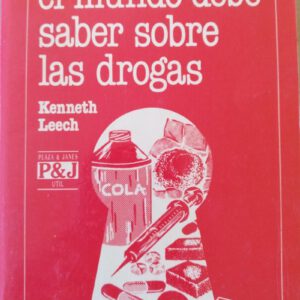 el mundo debe
saber sobre
las drogas
Kenneth
Leech
PLAZA & JANES
P&J
UTIL
COLA